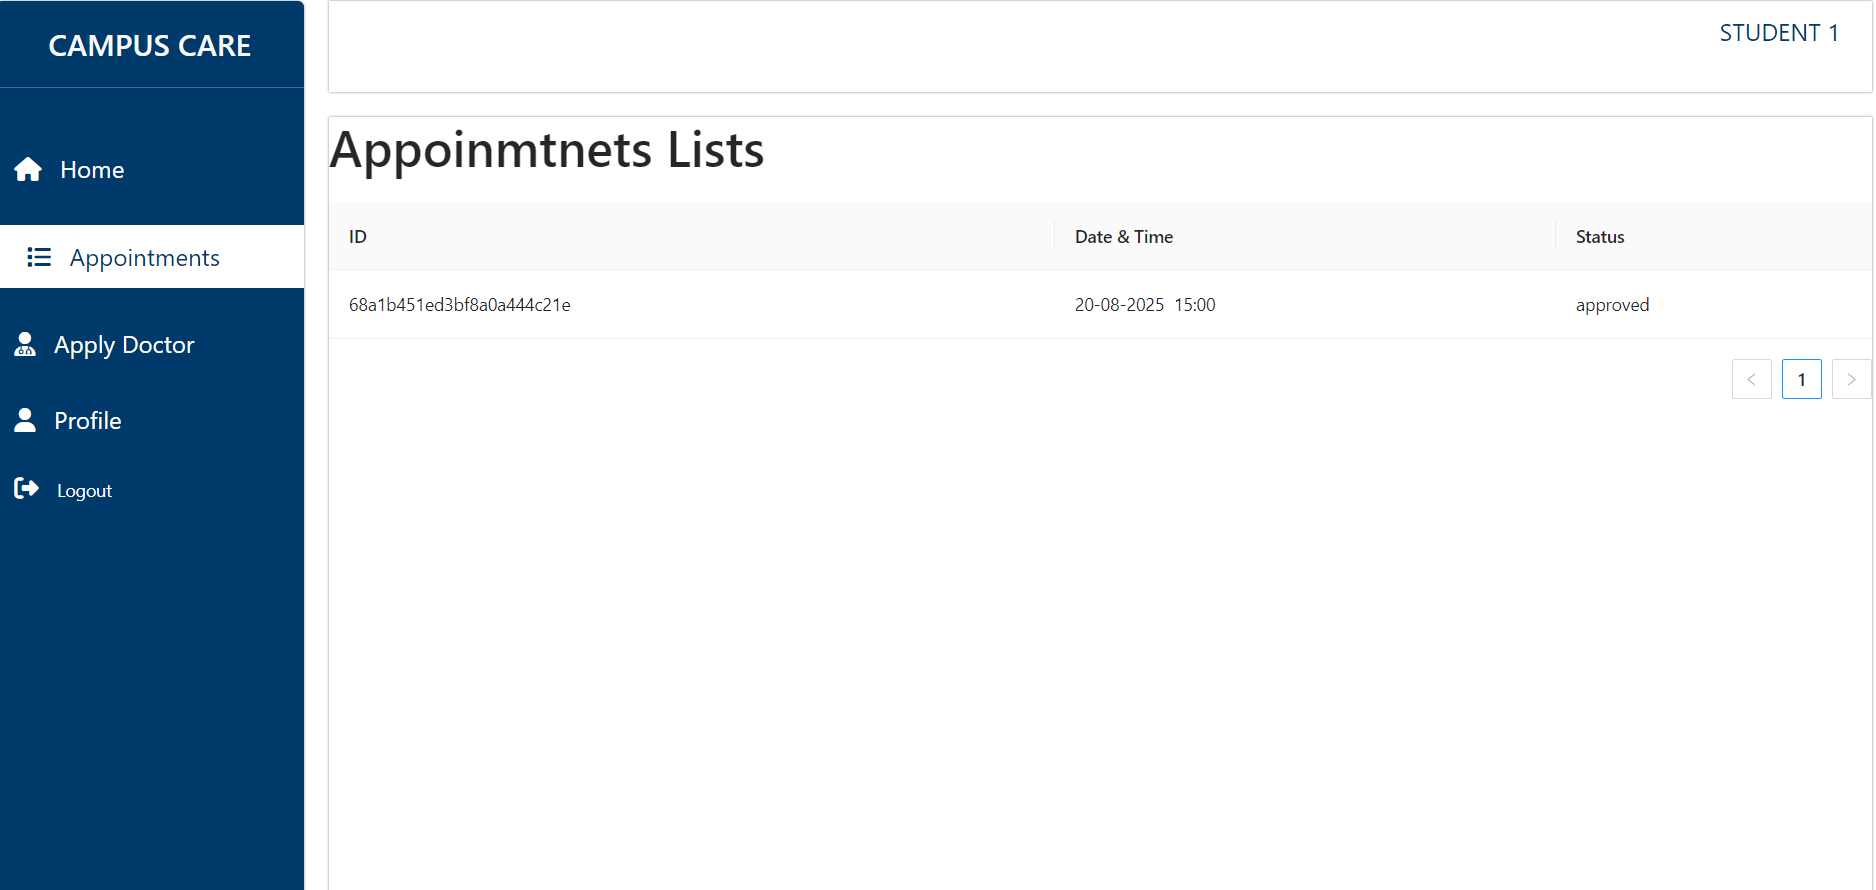 CAMPUS CARE
Home
Appointments
Apply Doctor
Profile
Logout
STUDENT 1
Appoinmtnets Lists
ID Date & Time Status
68a1b451ed3bf8a0a444c21e 20-08-2025 15:00 approved
< 1 >